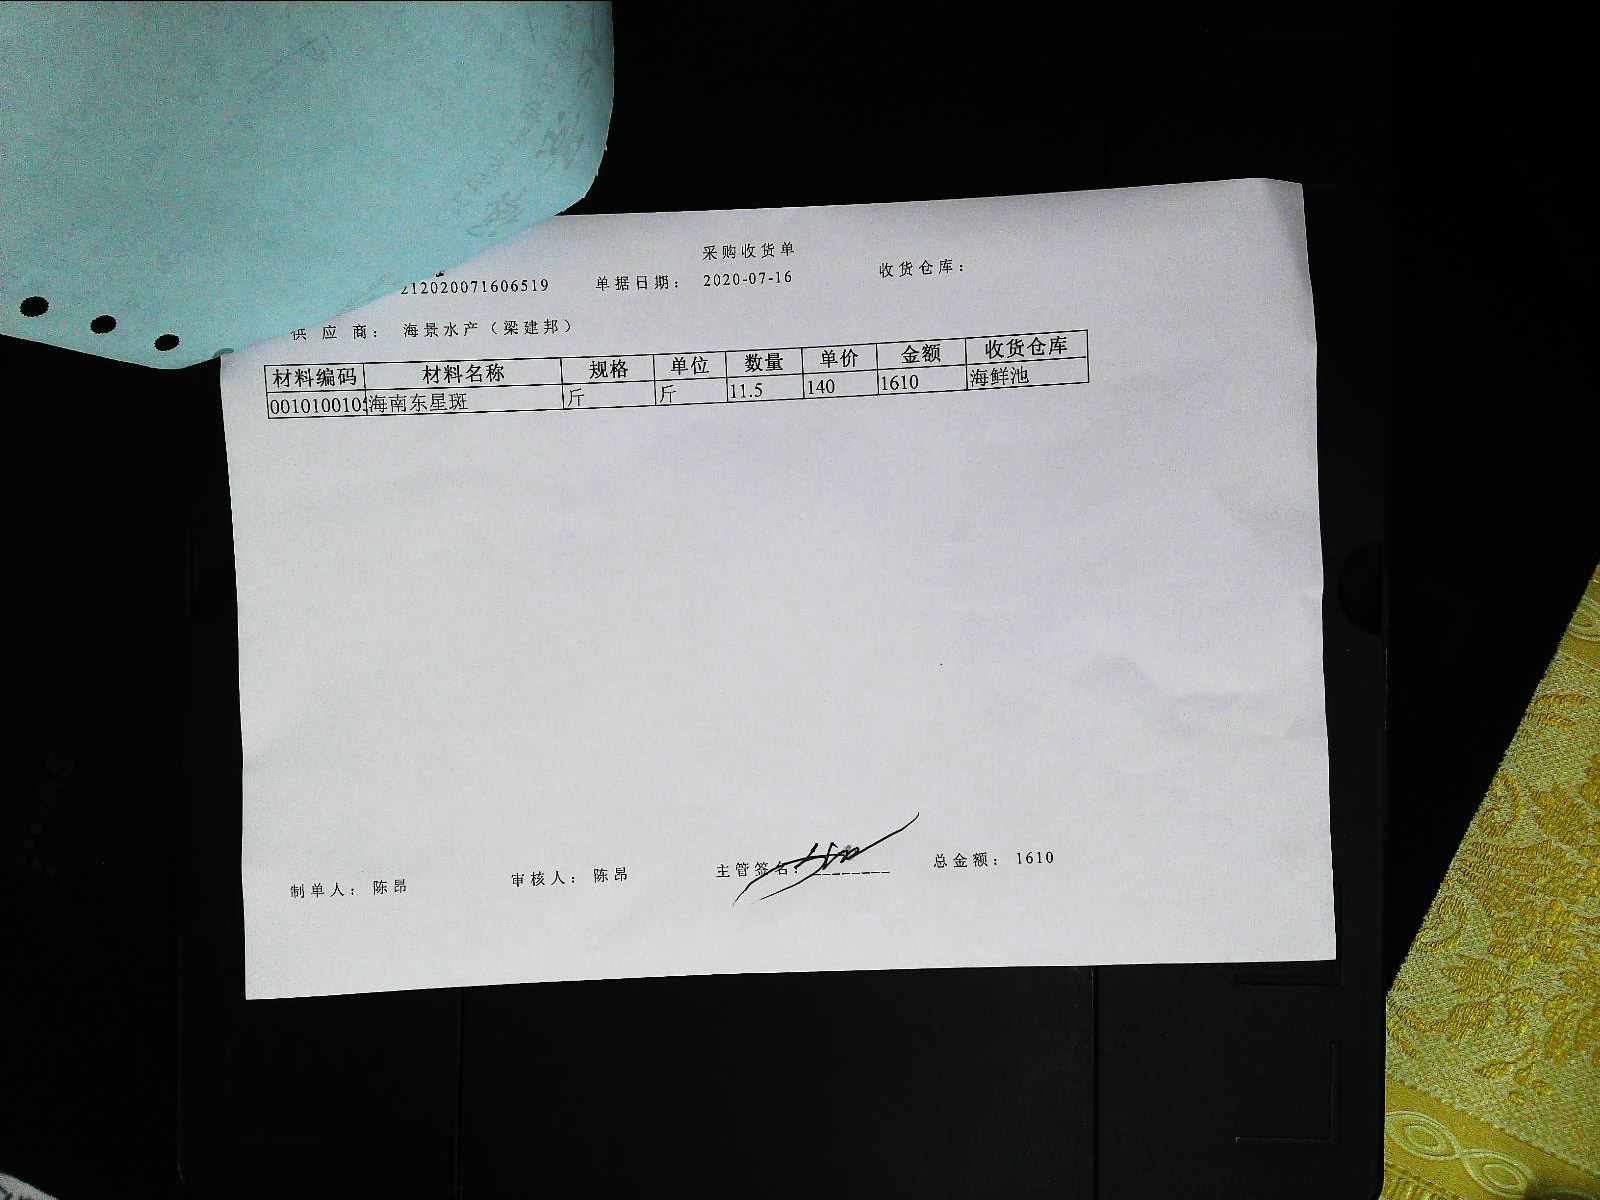 采购收货单
212020071606519 单据日期: 2020-07-16 收货仓库:
供应商: 海景水产(梁建邦)
材料编码 材料名称 规格 单位 数量 单价 金额 收货仓库
001010010 海南东星斑 斤 斤 11.5 140 1610 海鲜池
制单人: 陈昂 审核人: 陈昂 主管签名: 总金额: 1610